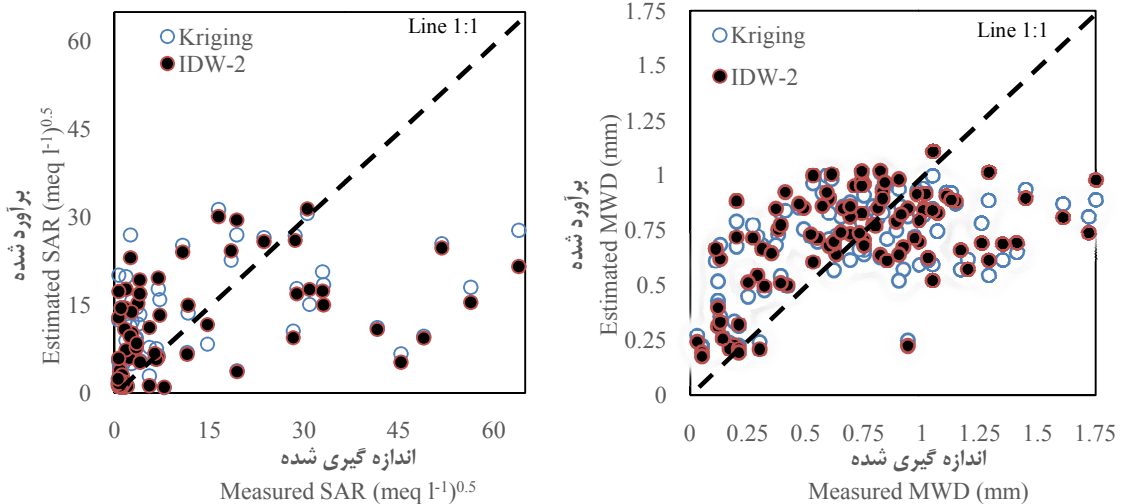 Line 1:1
Kriging
IDW-2
60
45
30
15
0
برآورد شده
Estimated SAR (meq l-1)0.5
0 15 30 45 60
اندازه گیری شده
Measured SAR (meq l-1)0.5
Line 1:1
Kriging
IDW-2
1.75
1.5
1.25
1
0.75
0.5
0.25
0
برآورد شده
Estimated MWD (mm)
0 0.25 0.5 0.75 1 1.25 1.5 1.75
اندازه گیری شده
Measured MWD (mm)